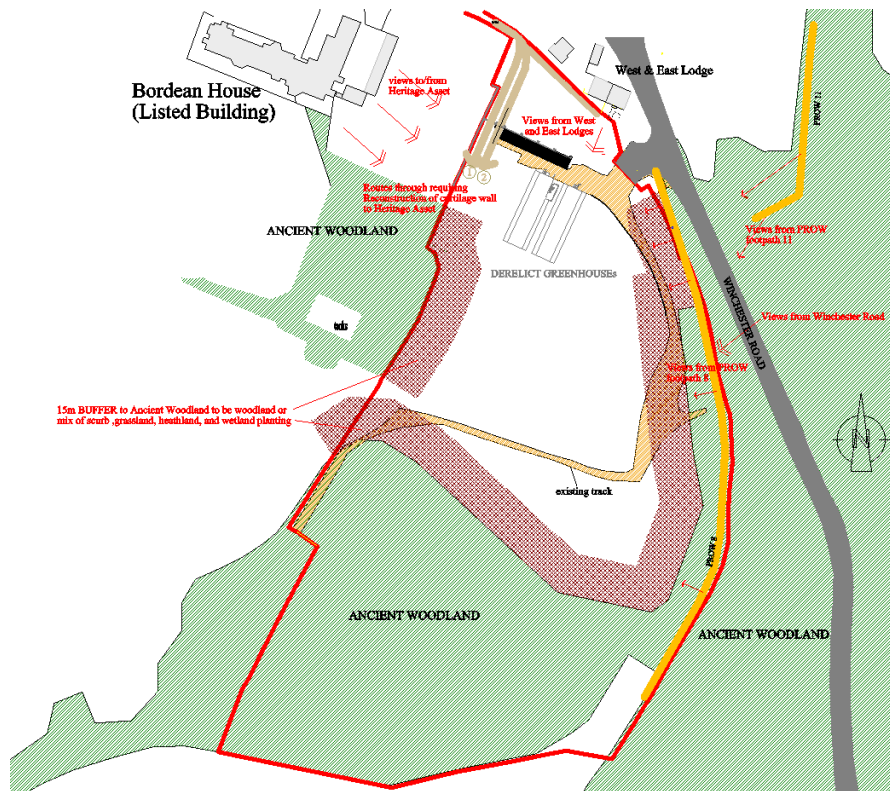 Bordean House
(Listed Building)
views to/from
Heritage Asset
West & East Lodge
Views from West
and East Lodges
PROW 11
1
2
Routes through requiring
Reconstruction of cartilage wall
to Heritage Asset
ANCIENT WOODLAND
DERELICT GREENHOUSEs
Views from PROW
footpath 11
WINCHESTER ROAD
Views from Winchester Road
Views from PROW
footpath 8
15m BUFFER to Ancient Woodland to be woodland or
mix of scurb ,grassland, heathland, and wetland planting
N
existing track
PROW 8
ANCIENT WOODLAND
ANCIENT WOODLAND